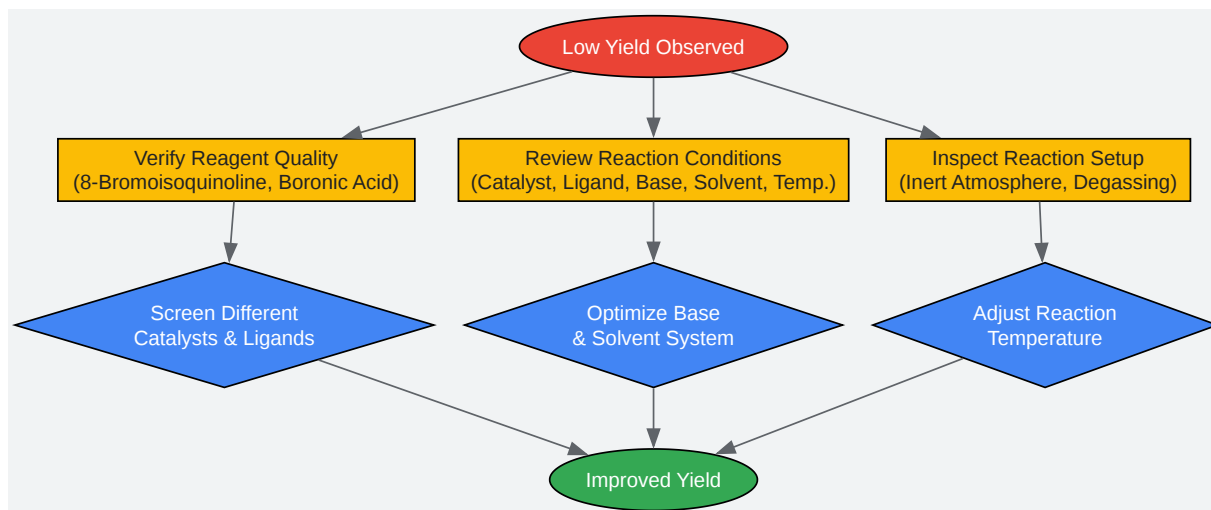 Low Yield Observed
Verify Reagent Quality
(8-Bromoisoquinoline, Boronic Acid)
Review Reaction Conditions
(Catalyst, Ligand, Base, Solvent, Temp.)
Inspect Reaction Setup
(Inert Atmosphere, Degassing)
Screen Different
Catalysts & Ligands
Optimize Base
& Solvent System
Adjust Reaction
Temperature
Improved Yield